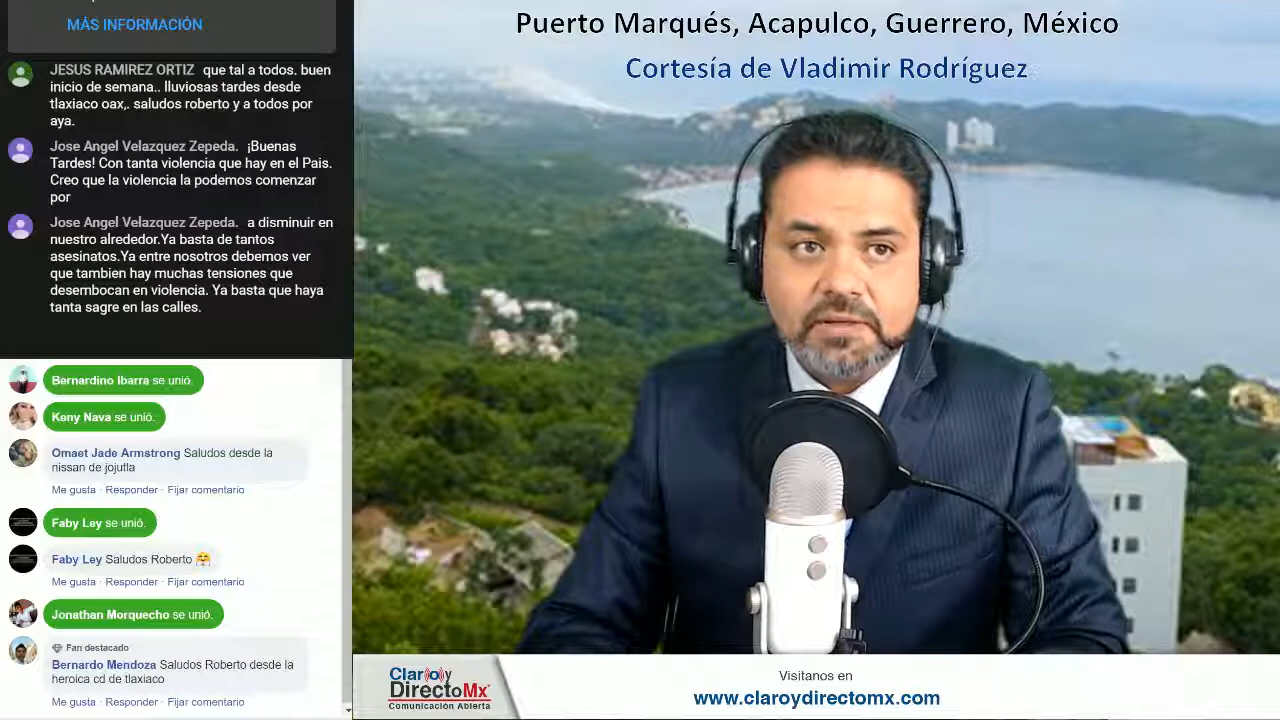 MÁS INFORMACIÓN
JESUS RAMIREZ ORTIZ que tal a todos. buen
inicio de semana.. lluviosas tardes desde
tlaxiaco oax,. saludos roberto y a todos por
aya.
Jose Angel Velazquez Zepeda. ¡Buenas
Tardes! Con tanta violencia que hay en el Pais.
Creo que la violencia la podemos comenzar
por
Jose Angel Velazquez Zepeda. a disminuir en
nuestro alrededor.Ya basta de tantos
asesinatos.Ya entre nosotros debemos ver
que tambien hay muchas tensiones que
desembocan en violencia. Ya basta que haya
tanta sagre en las calles.
Bernardino Ibarra se unió.
Keny Nava se unió.
Omaet Jade Armstrong Saludos desde la
nissan de jojutla
Me gusta · Responder · Fijar comentario
Faby Ley se unió.
Faby Ley Saludos Roberto 🤗
Me gusta · Responder · Fijar comentario
Jonathan Morquecho se unió.
Fan destacado
Bernardo Mendoza Saludos Roberto desde la
heroica cd de tlaxiaco
Me gusta · Responder · Fijar comentario
Puerto Marqués, Acapulco, Guerrero, México
Cortesía de Vladimir Rodríguez
Claro y
DirectoMx
Comunicación Abierta
Visitanos en
www.claroydirectomx.com